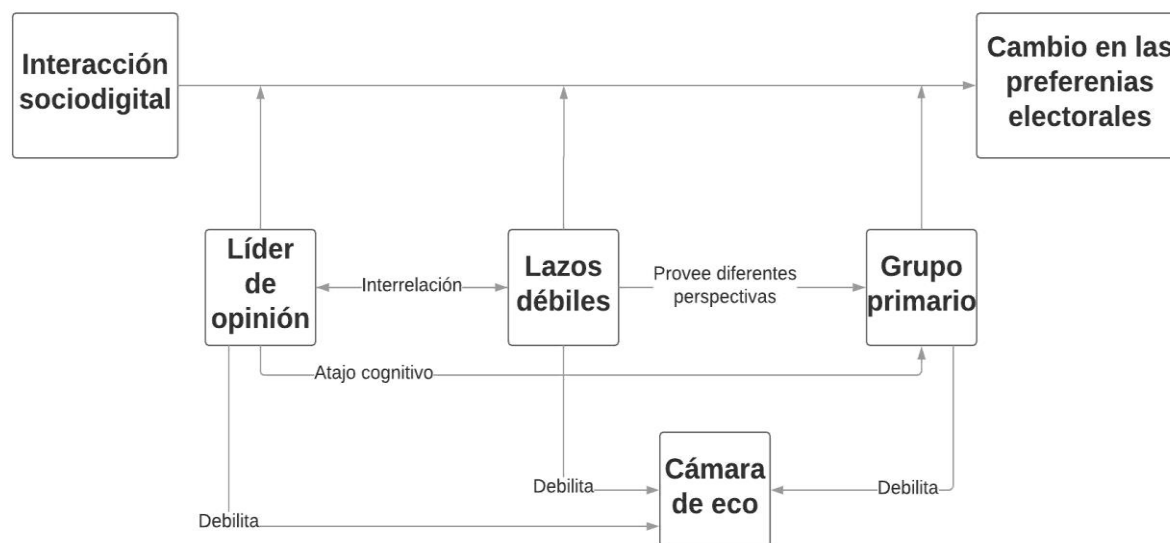 Interacción
sociodigital
Cambio en las
preferenias
electorales
Líder
de
opinión
Interrelación
Lazos
débiles
Provee diferentes
perspectivas
Grupo
primario
Atajo cognitivo
Cámara
de eco
Debilita
Debilita
Debilita